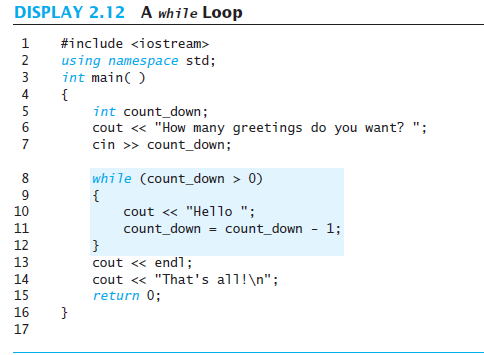 DISPLAY 2.12 A while Loop
1 #include <iostream>
2 using namespace std;
3 int main( )
4 {
5 int count_down;
6 cout << "How many greetings do you want? ";
7 cin >> count_down;
8 while (count_down > 0)
9 {
10 cout << "Hello ";
11 count_down = count_down - 1;
12 }
13 cout << endl;
14 cout << "That's all!\n";
15 return 0;
16 }
17